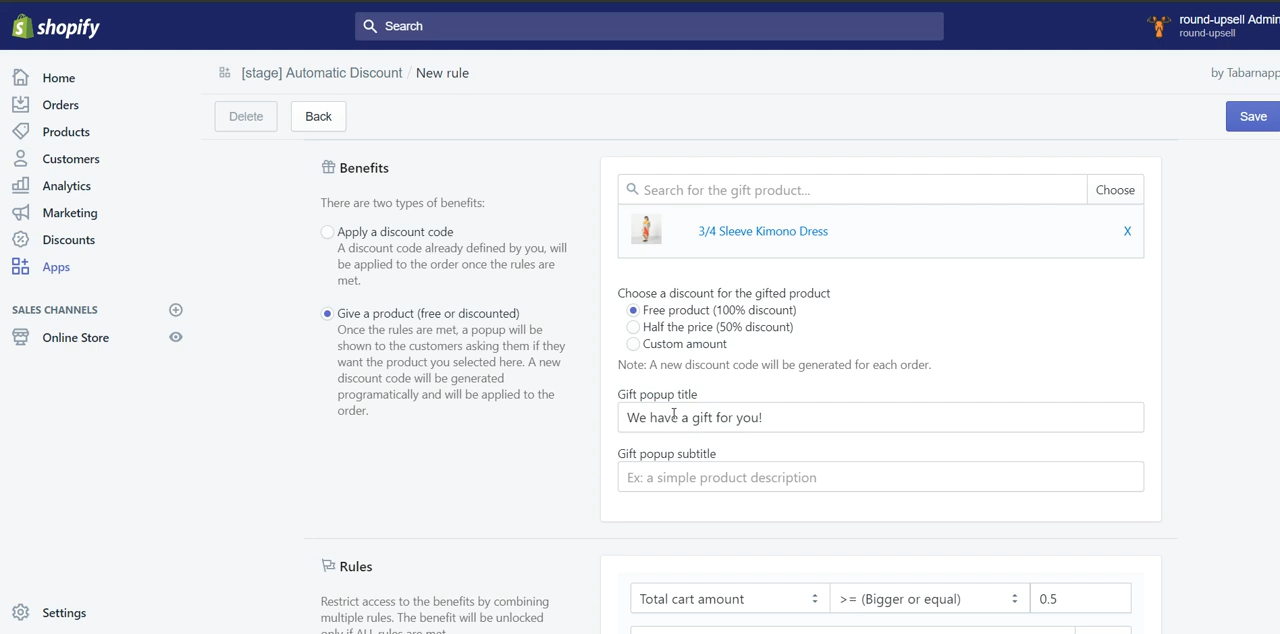 shopify
Search
round-upsell Admin
round-upsell
Home
Orders
Products
Customers
Analytics
Marketing
Discounts
Apps
SALES CHANNELS
Online Store
Settings
[stage] Automatic Discount / New rule
by Tabarnapp
Delete
Back
Save
Benefits
There are two types of benefits:
Apply a discount code
A discount code already defined by you, will
be applied to the order once the rules are
met.
Give a product (free or discounted)
Once the rules are met, a popup will be
shown to the customers asking them if they
want the product you selected here. A new
discount code will be generated
programatically and will be applied to the
order.
Search for the gift product...
Choose
3/4 Sleeve Kimono Dress
X
Choose a discount for the gifted product
Free product (100% discount)
Half the price (50% discount)
Custom amount
Note: A new discount code will be generated for each order.
Gift popup title
We have a gift for you!
Gift popup subtitle
Ex: a simple product description
Rules
Restrict access to the benefits by combining
multiple rules. The benefit will be unlocked
only if ALL rules are met
Total cart amount
>= (Bigger or equal)
0.5